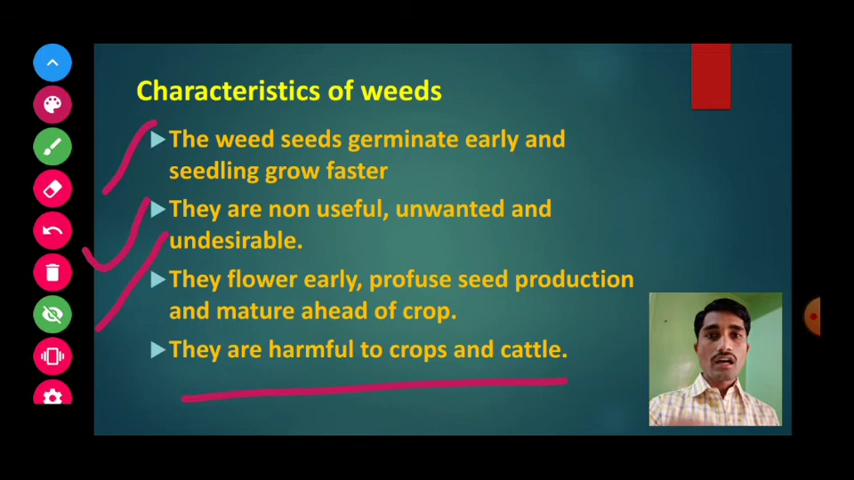 Characteristics of weeds
The weed seeds germinate early and
seedling grow faster
They are non useful, unwanted and
undesirable.
They flower early, profuse seed production
and mature ahead of crop.
They are harmful to crops and cattle.